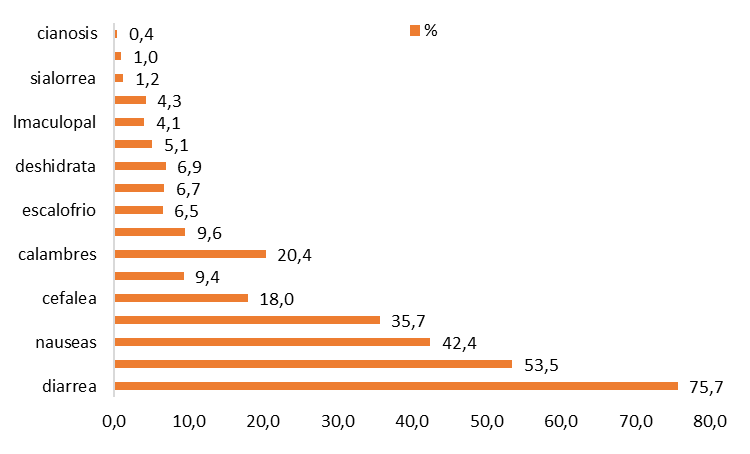 %
cianosis 0,4
1,0
sialorrea 1,2
4,3
lmaculopal 4,1
5,1
deshidrata 6,9
6,7
escalofrio 6,5
9,6
calambres 20,4
9,4
cefalea 18,0
35,7
nauseas 42,4
53,5
diarrea 75,7
0,0 10,0 20,0 30,0 40,0 50,0 60,0 70,0 80,0